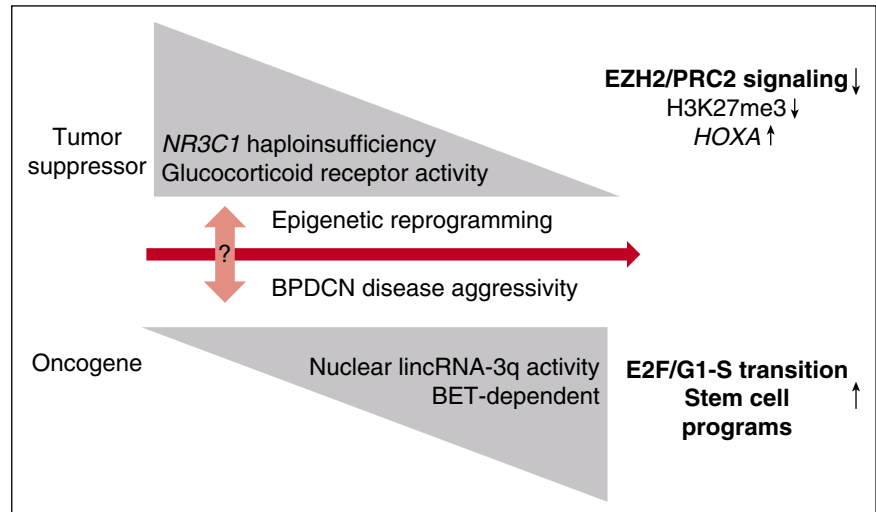 EZH2/PRC2 signaling↓
H3K27me3↓
HOXA↑
Tumor
suppressor
NR3C1 haploinsufficiency
Glucocorticoid receptor activity
Epigenetic reprogramming
?
BPDCN disease aggressivity
Oncogene
Nuclear lincRNA-3q activity
BET-dependent
E2F/G1-S transition
Stem cell
programs
↑